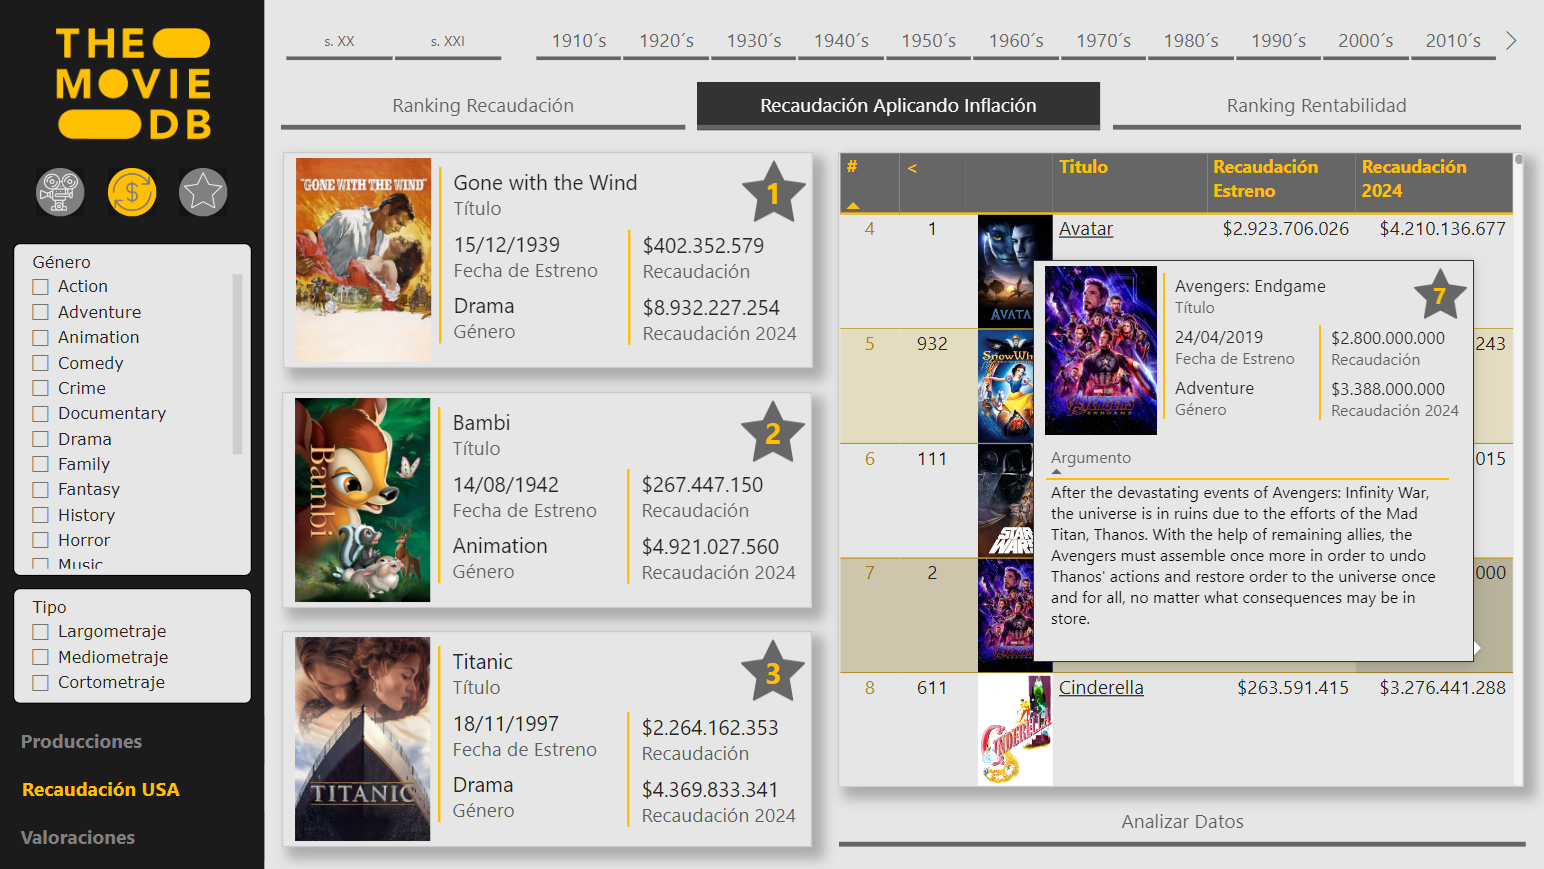 THE
MOVIE
DB
s. XX
s. XXI
1910´s
1920´s
1930´s
1940´s
1950´s
1960´s
1970´s
1980´s
1990´s
2000´s
2010´s
Ranking Recaudación
Recaudación Aplicando Inflación
Ranking Rentabilidad
Género
Action
Adventure
Animation
Comedy
Crime
Documentary
Drama
Family
Fantasy
History
Horror
Music
Tipo
Largometraje
Mediometraje
Cortometraje
Producciones
Recaudación USA
Valoraciones
"GONE WITH THE WIND"
Gone with the Wind
Título
1
15/12/1939
Fecha de Estreno
Drama
Género
$402.352.579
Recaudación
$8.932.227.254
Recaudación 2024
Bambi
Bambi
Título
2
14/08/1942
Fecha de Estreno
Animation
Género
$267.447.150
Recaudación
$4.921.027.560
Recaudación 2024
TITANIC
Titanic
Título
3
18/11/1997
Fecha de Estreno
Drama
Género
$2.264.162.353
Recaudación
$4.369.833.341
Recaudación 2024
# < Titulo Recaudación Estreno Recaudación 2024
4 1 AVATA Avatar $2.923.706.026 $4.210.136.677
5 932 Snow Wh 243
6 111 STAR WARS 015
7 2 000
8 611 CINDERELLA Cinderella $263.591.415 $3.276.441.288
AVENGERS
ENDGAME
Avengers: Endgame
Título
7
24/04/2019
Fecha de Estreno
Adventure
Género
$2.800.000.000
Recaudación
$3.388.000.000
Recaudación 2024
Argumento
After the devastating events of Avengers: Infinity War,
the universe is in ruins due to the efforts of the Mad
Titan, Thanos. With the help of remaining allies, the
Avengers must assemble once more in order to undo
Thanos' actions and restore order to the universe once
and for all, no matter what consequences may be in
store.
Analizar Datos